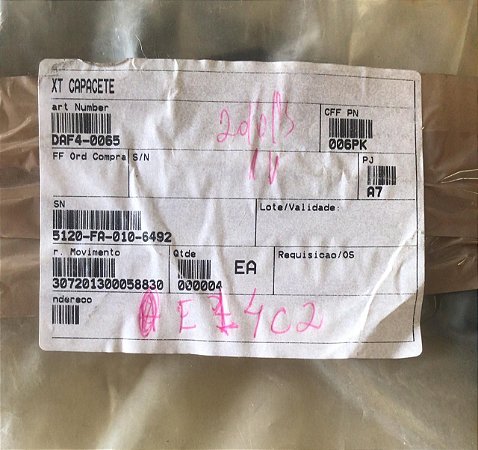 XT CAPACETE
art Number
CFF PN
DAF4-0065
006PK
FF Ord Compra
S/N
PJ
A7
SN
Lote/Validade:
5120-FA-010-6492
r. Movimento
Qtde
EA
Requisicao/OS
307201300058830
000004
ndereco
E 1402